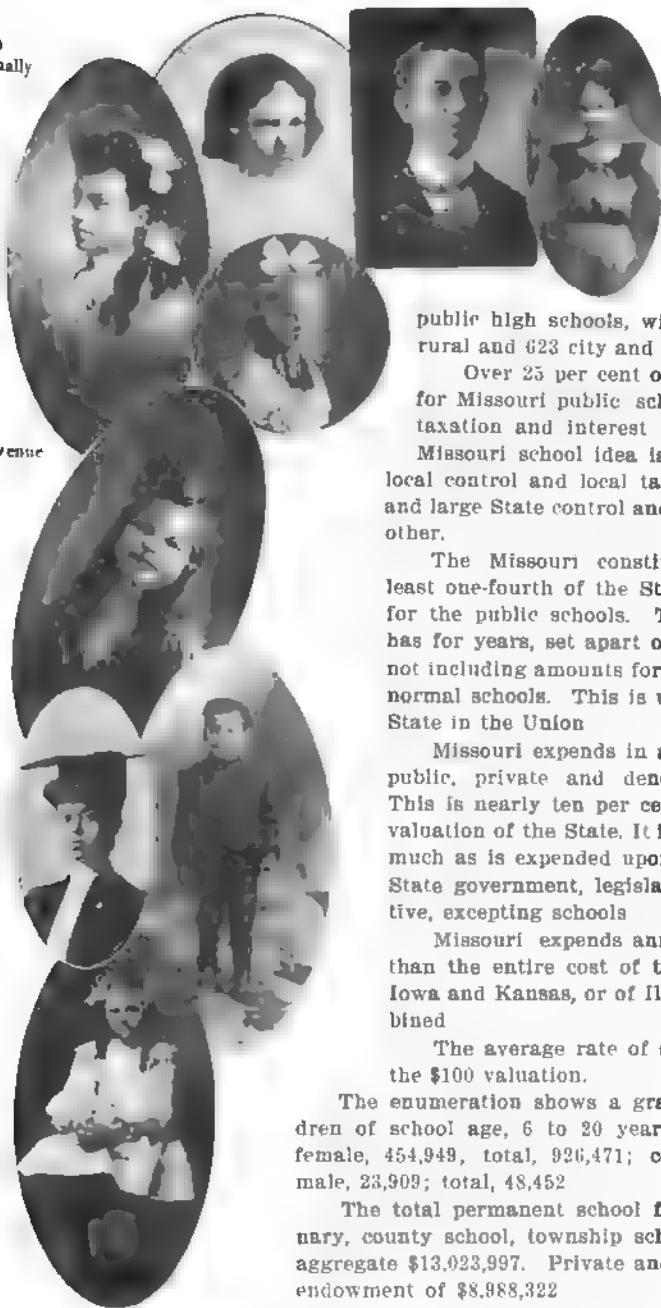 nally
venue
public high schools, wi
rural and 623 city and
Over 25 per cent o
for Missouri public sch
taxation and interest
Missouri school idea is
local control and local ta
and large State control and
other.
The Missouri consti
least one-fourth of the St
for the public schools. T
has for years, set apart o
not including amounts for
normal schools. This is
State in the Union
Missouri expends in a
public, private and den
This is nearly ten per ce
valuation of the State. It i
much as is expended upo
State government, legisla
tive, excepting schools
Missouri expends ann
than the entire cost of t
Iowa and Kansas, or of Il
bined
The average rate of
the $100 valuation.
The enumeration shows a gra
dren of school age, 6 to 20 year
female, 454,949, total, 926,471; c
male, 23,909; total, 48,452
The total permanent school f
nary, county school, township sch
aggregate $13,023,997. Private an
endowment of $8,988,322